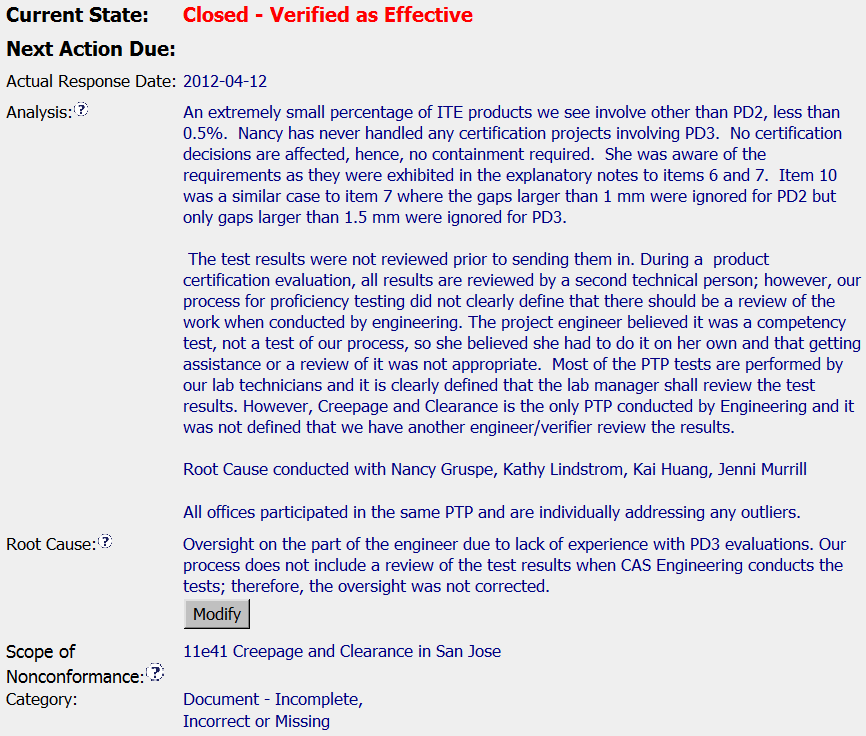 Current State: Closed - Verified as Effective
Next Action Due:
Actual Response Date: 2012-04-12
Analysis:? An extremely small percentage of ITE products we see involve other than PD2, less than
0.5%.  Nancy has never handled any certification projects involving PD3.  No certification
decisions are affected, hence, no containment required.  She was aware of the
requirements as they were exhibited in the explanatory notes to items 6 and 7.  Item 10
was a similar case to item 7 where the gaps larger than 1 mm were ignored for PD2 but
only gaps larger than 1.5 mm were ignored for PD3.
The test results were not reviewed prior to sending them in. During a  product
certification evaluation, all results are reviewed by a second technical person; however, our
process for proficiency testing did not clearly define that there should be a review of the
work when conducted by engineering. The project engineer believed it was a competency
test, not a test of our process, so she believed she had to do it on her own and that getting
assistance or a review of it was not appropriate.  Most of the PTP tests are performed by
our lab technicians and it is clearly defined that the lab manager shall review the test
results. However, Creepage and Clearance is the only PTP conducted by Engineering and it
was not defined that we have another engineer/verifier review the results.
Root Cause conducted with Nancy Gruspe, Kathy Lindstrom, Kai Huang, Jenni Murrill
All offices participated in the same PTP and are individually addressing any outliers.
Root Cause:? Oversight on the part of the engineer due to lack of experience with PD3 evaluations. Our
process does not include a review of the test results when CAS Engineering conducts the
tests; therefore, the oversight was not corrected.
Modify
Scope of 11e41 Creepage and Clearance in San Jose
Nonconformance:?
Category: Document - Incomplete,
Incorrect or Missing